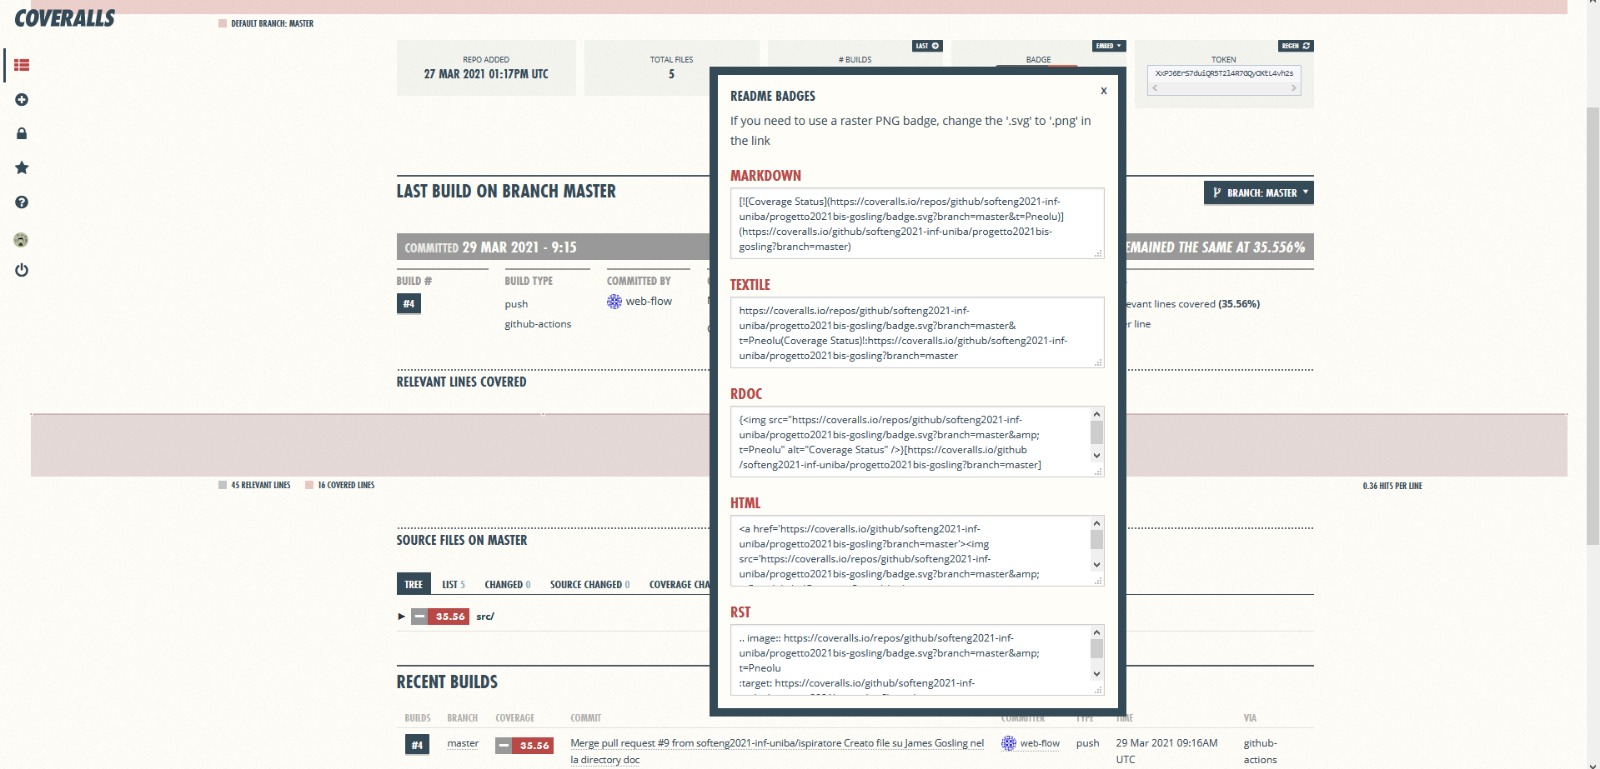 COVERALLS
DEFAULT BRANCH: MASTER
REPO ADDED
27 MAR 2021 01:17PM UTC
TOTAL FILES
5
LAST
# BUILDS
EMBED
BADGE
REGEN
TOKEN
README BADGES
x
If you need to use a raster PNG badge, change the '.svg' to '.png' in
the link
MARKDOWN
[![Coverage Status](https://coveralls.io/repos/github/softeng2021-inf-
uniba/progetto2021bis-gosling/badge.svg?branch=master&t=Pneolu)]
(https://coveralls.io/github/softeng2021-inf-uniba/progetto2021bis-
gosling?branch=master)
TEXTILE
https://coveralls.io/repos/github/softeng2021-inf-
uniba/progetto2021bis-gosling/badge.svg?branch=master&
t=Pneolu(Coverage Status)!:https://coveralls.io/github/softeng2021-inf-
uniba/progetto2021bis-gosling?branch=master
RDOC
{<img src="https://coveralls.io/repos/github/softeng2021-inf-
uniba/progetto2021bis-gosling/badge.svg?branch=master&amp;
t=Pneolu" alt="Coverage Status" />}[https://coveralls.io/github
/softeng2021-inf-uniba/progetto2021bis-gosling?branch=master]
HTML
<a href='https://coveralls.io/github/softeng2021-inf-
uniba/progetto2021bis-gosling?branch=master'><img
src='https://coveralls.io/repos/github/softeng2021-inf-
uniba/progetto2021bis-gosling/badge.svg?branch=master&amp;
RST
.. image:: https://coveralls.io/repos/github/softeng2021-inf-
uniba/progetto2021bis-gosling/badge.svg?branch=master&amp;
t=Pneolu
:target: https://coveralls.io/github/softeng2021-inf-
LAST BUILD ON BRANCH MASTER
BRANCH: MASTER
COMMITTED 29 MAR 2021 - 9:15
EMAINED THE SAME AT 35.556%
BUILD #
BUILD TYPE
COMMITTED BY
#4
push
web-flow
evant lines covered (35.56%)
github-actions
r line
RELEVANT LINES COVERED
45 RELEVANT LINES
16 COVERED LINES
0.36 HITS PER LINE
SOURCE FILES ON MASTER
TREE
LIST 5
CHANGED 0
SOURCE CHANGED 0
COVERAGE CHA
35.56
src/
RECENT BUILDS
BUILDS
BRANCH
COVERAGE
COMMIT
COMMITTER
TYPE
TIME
VIA
#4
master
35.56
Merge pull request #9 from softeng2021-inf-uniba/ispiratore Creato file su James Gosling nel
la directory doc
web-flow
push
29 Mar 2021 09:16AM
UTC
github-
actions